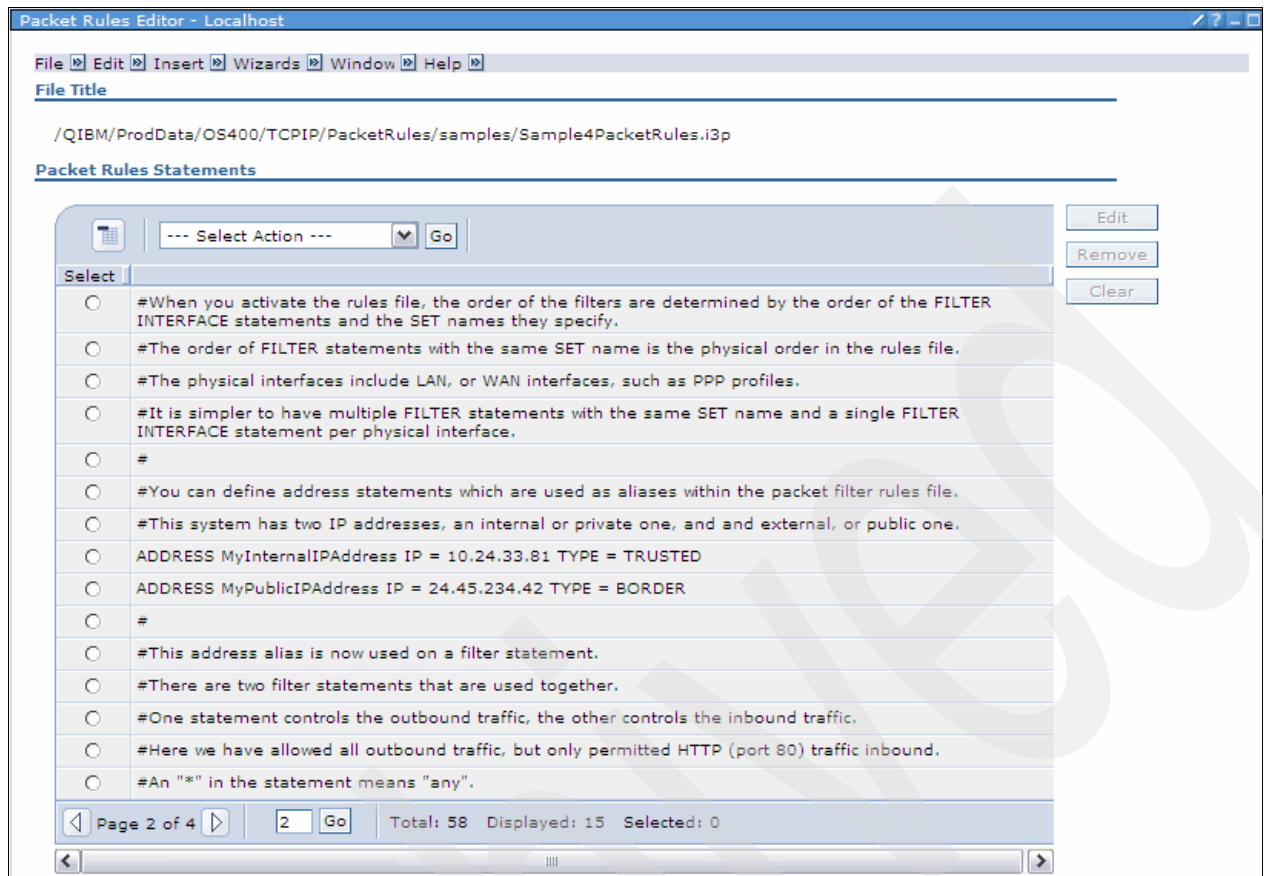 Packet Rules Editor - Localhost
File Edit Insert Wizards Window Help
File Title
/QIBM/ProdData/OS400/TCPIP/PacketRules/samples/Sample4PacketRules.i3p
Packet Rules Statements
--- Select Action --- Go
Edit
Remove
Clear
Select
#When you activate the rules file, the order of the filters are determined by the order of the FILTER
INTERFACE statements and the SET names they specify.
#The order of FILTER statements with the same SET name is the physical order in the rules file.
#The physical interfaces include LAN, or WAN interfaces, such as PPP profiles.
#It is simpler to have multiple FILTER statements with the same SET name and a single FILTER
INTERFACE statement per physical interface.
#
#You can define address statements which are used as aliases within the packet filter rules file.
#This system has two IP addresses, an internal or private one, and and external, or public one.
ADDRESS MyInternalIPAddress IP = 10.24.33.81 TYPE = TRUSTED
ADDRESS MyPublicIPAddress IP = 24.45.234.42 TYPE = BORDER
#
#This address alias is now used on a filter statement.
#There are two filter statements that are used together.
#One statement controls the outbound traffic, the other controls the inbound traffic.
#Here we have allowed all outbound traffic, but only permitted HTTP (port 80) traffic inbound.
#An "*" in the statement means "any".
Page 2 of 4 2 Go Total: 58 Displayed: 15 Selected: 0